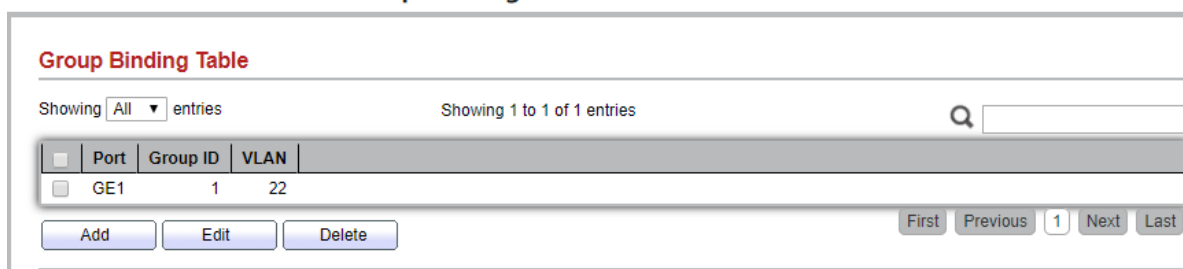 Group Binding Table
Showing All entries
Showing 1 to 1 of 1 entries
Port Group ID VLAN
GE1 1 22
Add Edit Delete
First Previous 1 Next Last